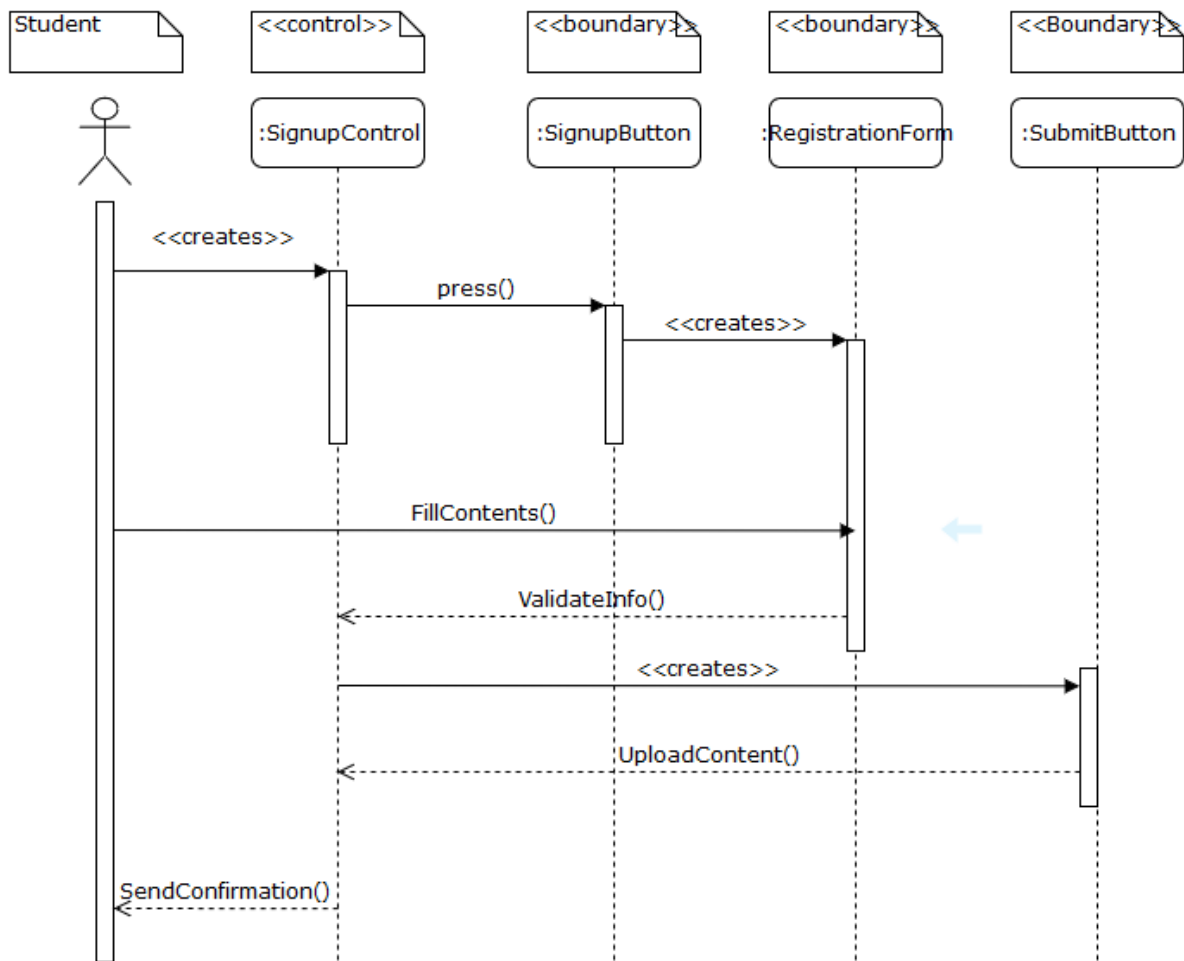 Student
<<control>>
<<boundary>>
<<boundary>>
<<Boundary>>
:SignupControl
:SignupButton
:RegistrationForm
:SubmitButton
<<creates>>
press()
<<creates>>
FillContents()
ValidateInfo()
<<creates>>
UploadContent()
SendConfirmation()